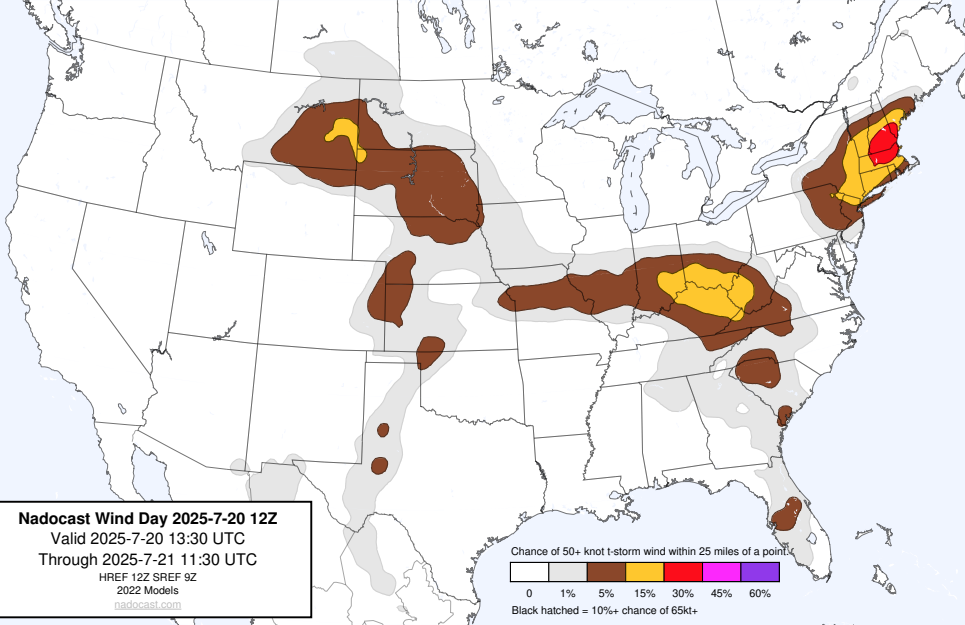 Nadocast Wind Day 2025-7-20 12Z
Valid 2025-7-20 13:30 UTC
Through 2025-7-21 11:30 UTC
HREF 12Z SREF 9Z
2022 Models
nadocast.com
Chance of 50+ knot t-storm wind within 25 miles of a point.
0 1% 5% 15% 30% 45% 60%
Black hatched = 10%+ chance of 65kt+